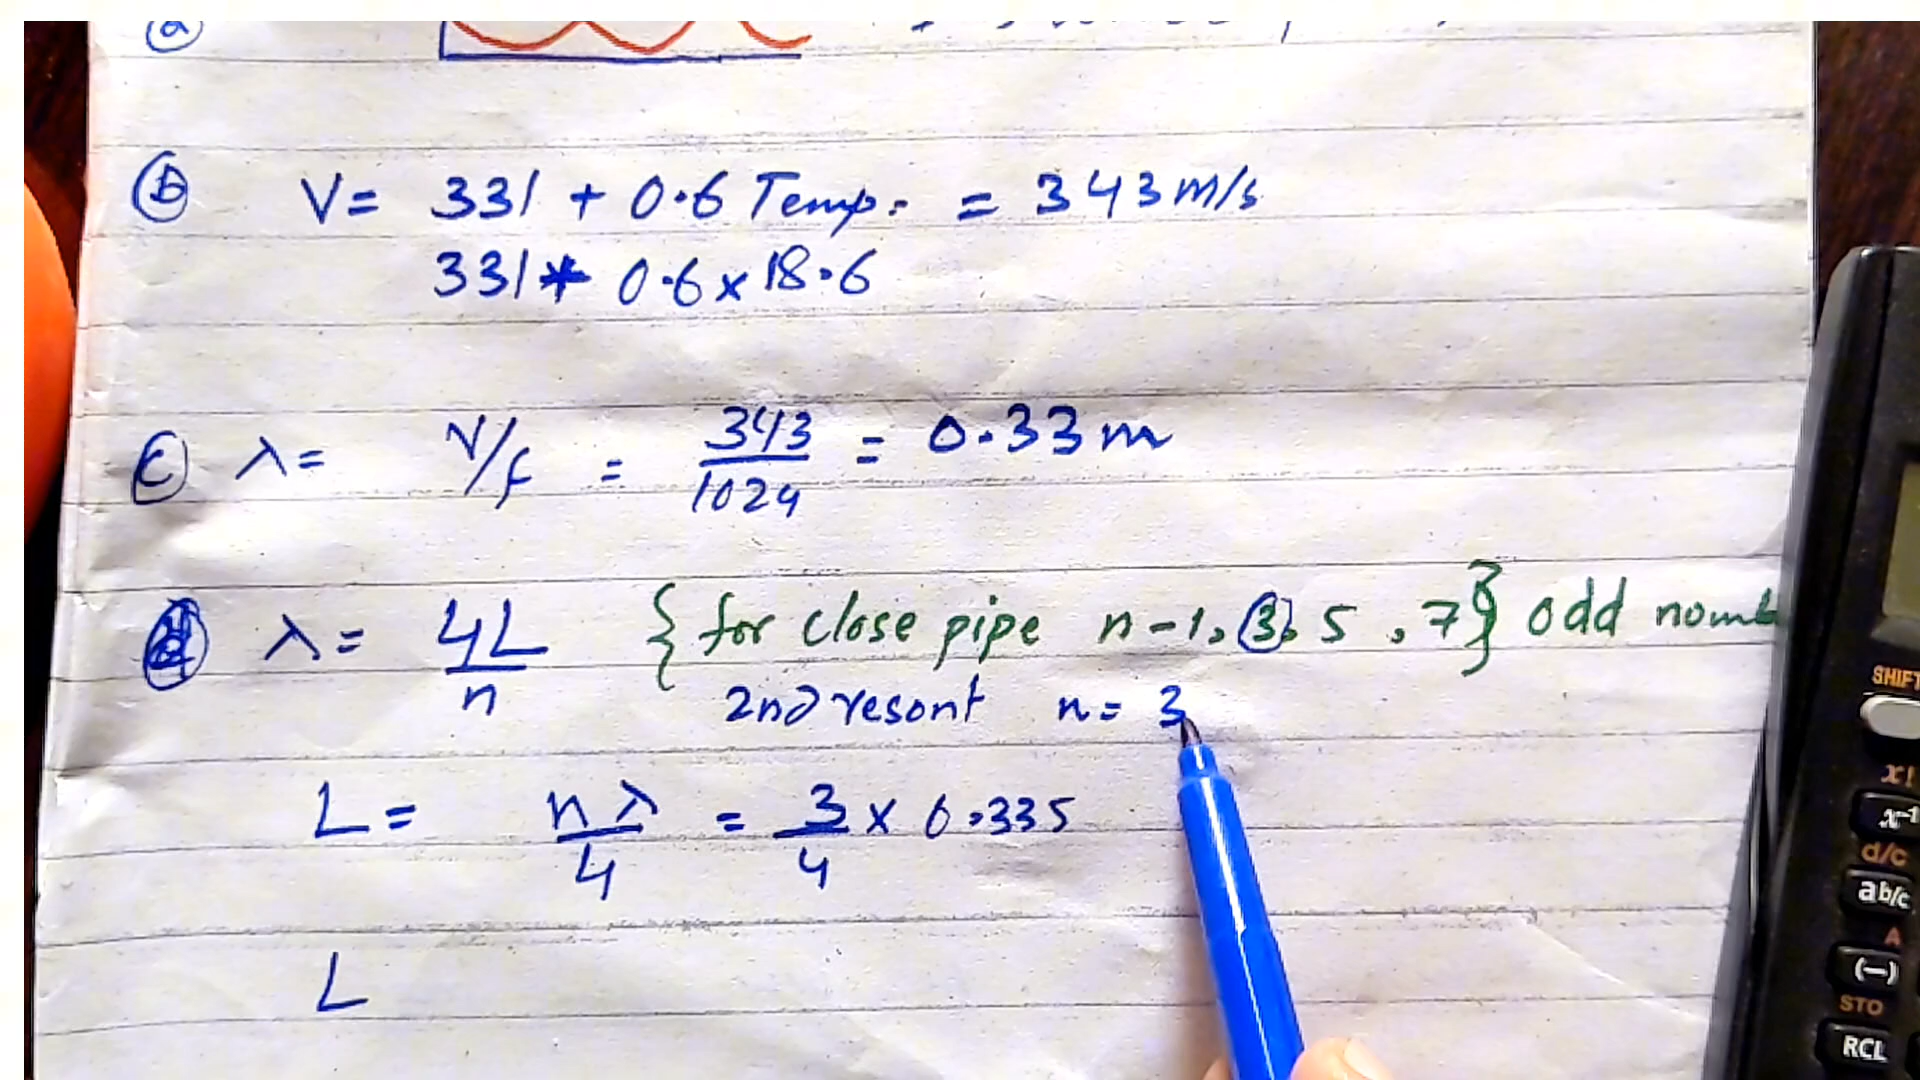 (a)
(b) V = 331 + 0.6 Temp. = 343 m/s
331 * 0.6 x 18.6
(c) λ = V/f = 343/1024 = 0.33 m
(d) λ = 4L/n {for close pipe n-1, 3, 5, 7} odd nomb
2nd resont n = 3
L = nλ/4 = 3/4 x 0.335
L
SHIFT
x!
x⁻¹
d/c
ab/c
A
(−)
STO
RCL